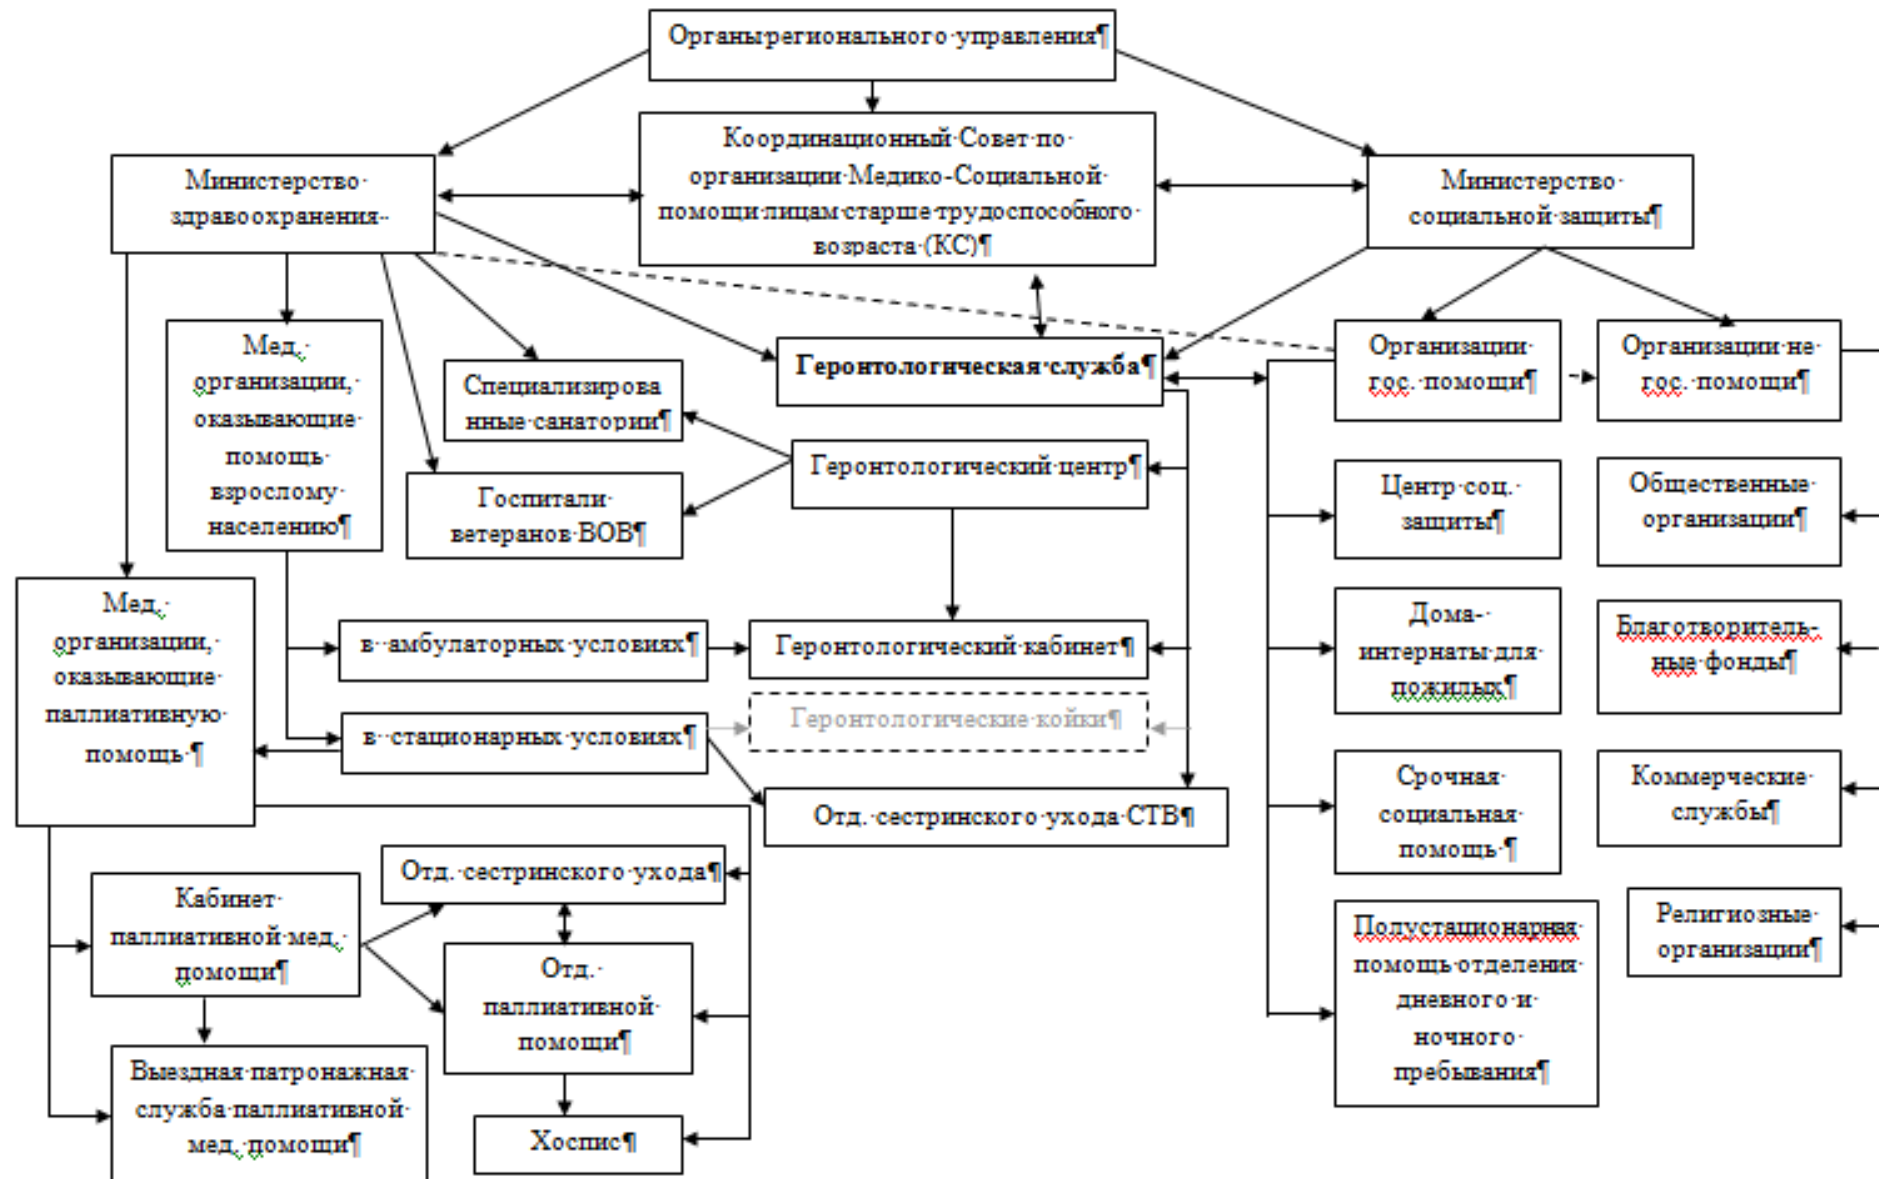 Органы регионального управления¶
Координационный Совет по
организации Медико-Социальной
помощи лицам старше трудоспособного
возраста (КС)¶
Министерство
здравоохранения
Министерство
социальной защиты¶
Мед.
организации,
оказывающие
помощь
взрослому
населению¶
Специализирова
нные санатории¶
Геронтологическая служба¶
Организации
гос. помощи¶
Организации не
гос. помощи¶
Госпитали
ветеранов ВОВ¶
Геронтологический центр¶
Центр соц.
защиты¶
Общественные
организации¶
Мед.
организации,
оказывающие
паллиативную
помощь ¶
в амбулаторных условиях¶
Геронтологический кабинет¶
Дома-
интернаты для
пожилых¶
Благотворитель-
ные фонды¶
в стационарных условиях¶
Геронтологические койки¶
Отд. сестринского ухода СТВ¶
Срочная
социальная
помощь ¶
Коммерческие
службы¶
Отд. сестринского ухода¶
Кабинет
паллиативной мед.
помощи¶
Отд.
паллиативной
помощи¶
Полустационарная
помощь отделения
дневного и
ночного
пребывания¶
Религиозные
организации¶
Выездная патронажная
служба паллиативной
мед. помощи¶
Хоспис¶